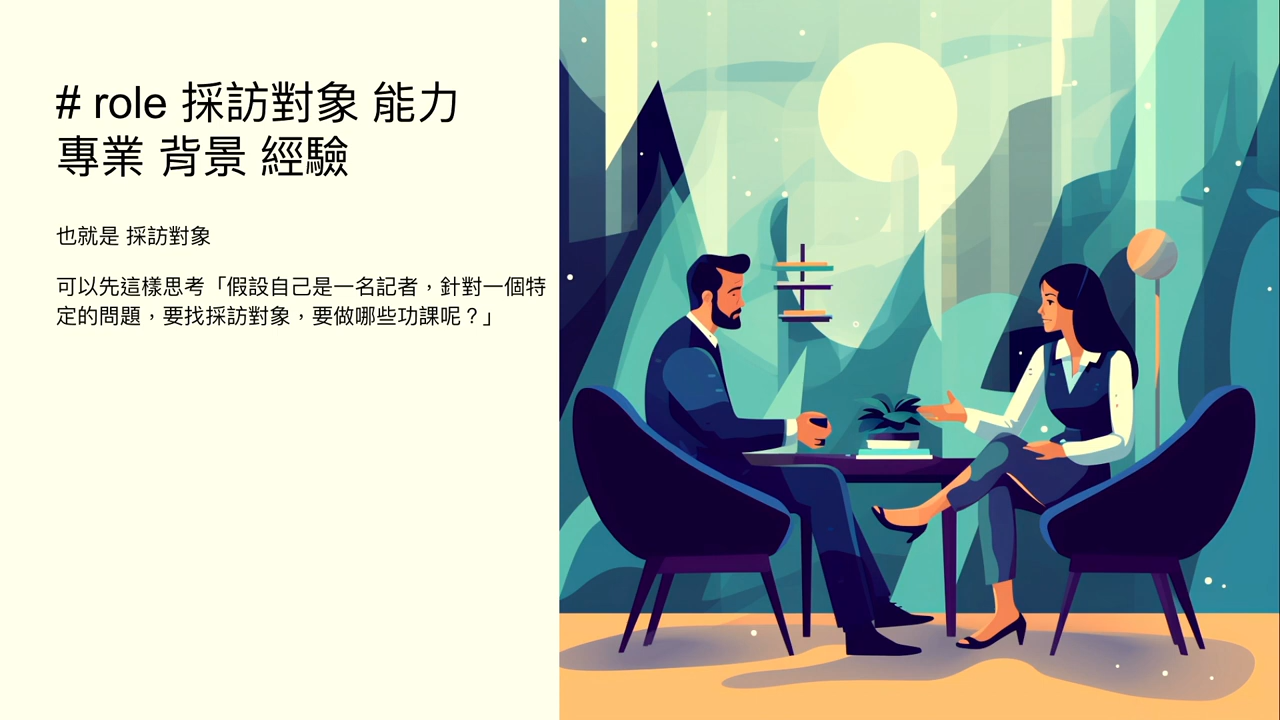 # role 採訪對象 能力
專業 背景 經驗
也就是 採訪對象
可以先這樣思考「假設自己是一名記者，針對一個特
定的問題，要找採訪對象，要做哪些功課呢？」